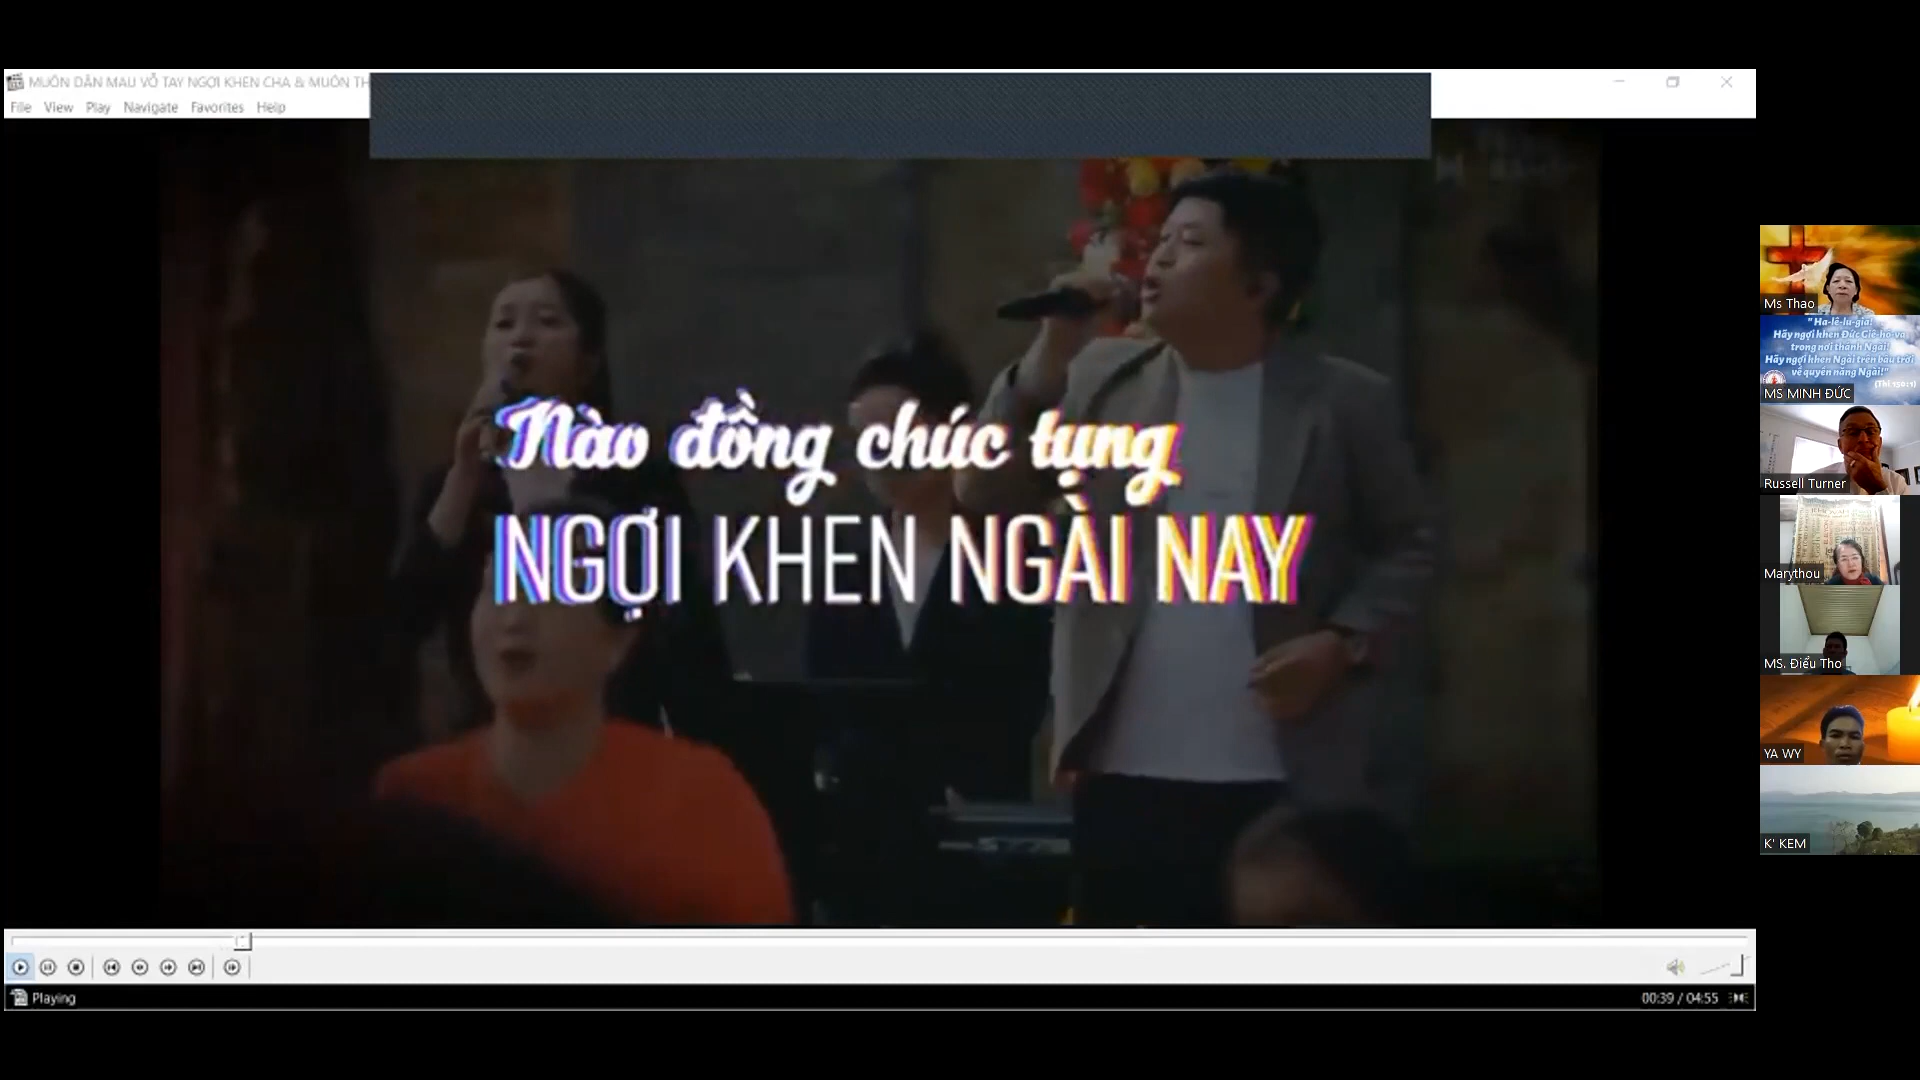 MUÔN DÂN MAU VỖ TAY NGỢI KHEN CHA & MUÔN TH
File View Play Navigate Favorites Help
Nào đồng chúc tụng
NGỢI KHEN NGÀI NAY
Playing
00:39 / 04:55
Ms Thao
" Ha-lê-lu-gia!
Hãy ngợi khen Đức Giê-hô-va
trong nơi thánh Ngài!
Hãy ngợi khen Ngài trên bầu trời
về quyền năng Ngài!"
(Thi 150:1)
MS MINH ĐỨC
Russell Turner
Marythou
MS. Điểu Tho
YA WY
K' KEM